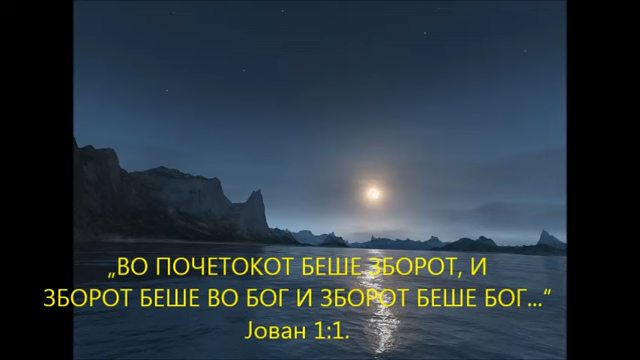 „ВО ПОЧЕТОКОТ БЕШЕ ЗБОРОТ, И
ЗБОРОТ БЕШЕ ВО БОГ И ЗБОРОТ БЕШЕ БОГ...“
Јован 1:1.